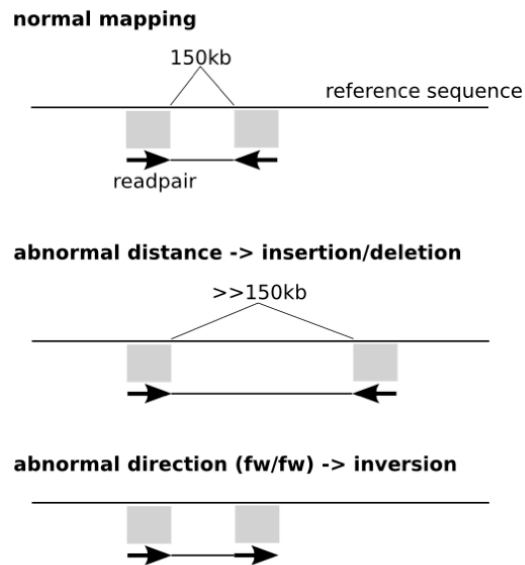 normal mapping
150kb
reference sequence
readpair
abnormal distance -> insertion/deletion
>>150kb
abnormal direction (fw/fw) -> inversion